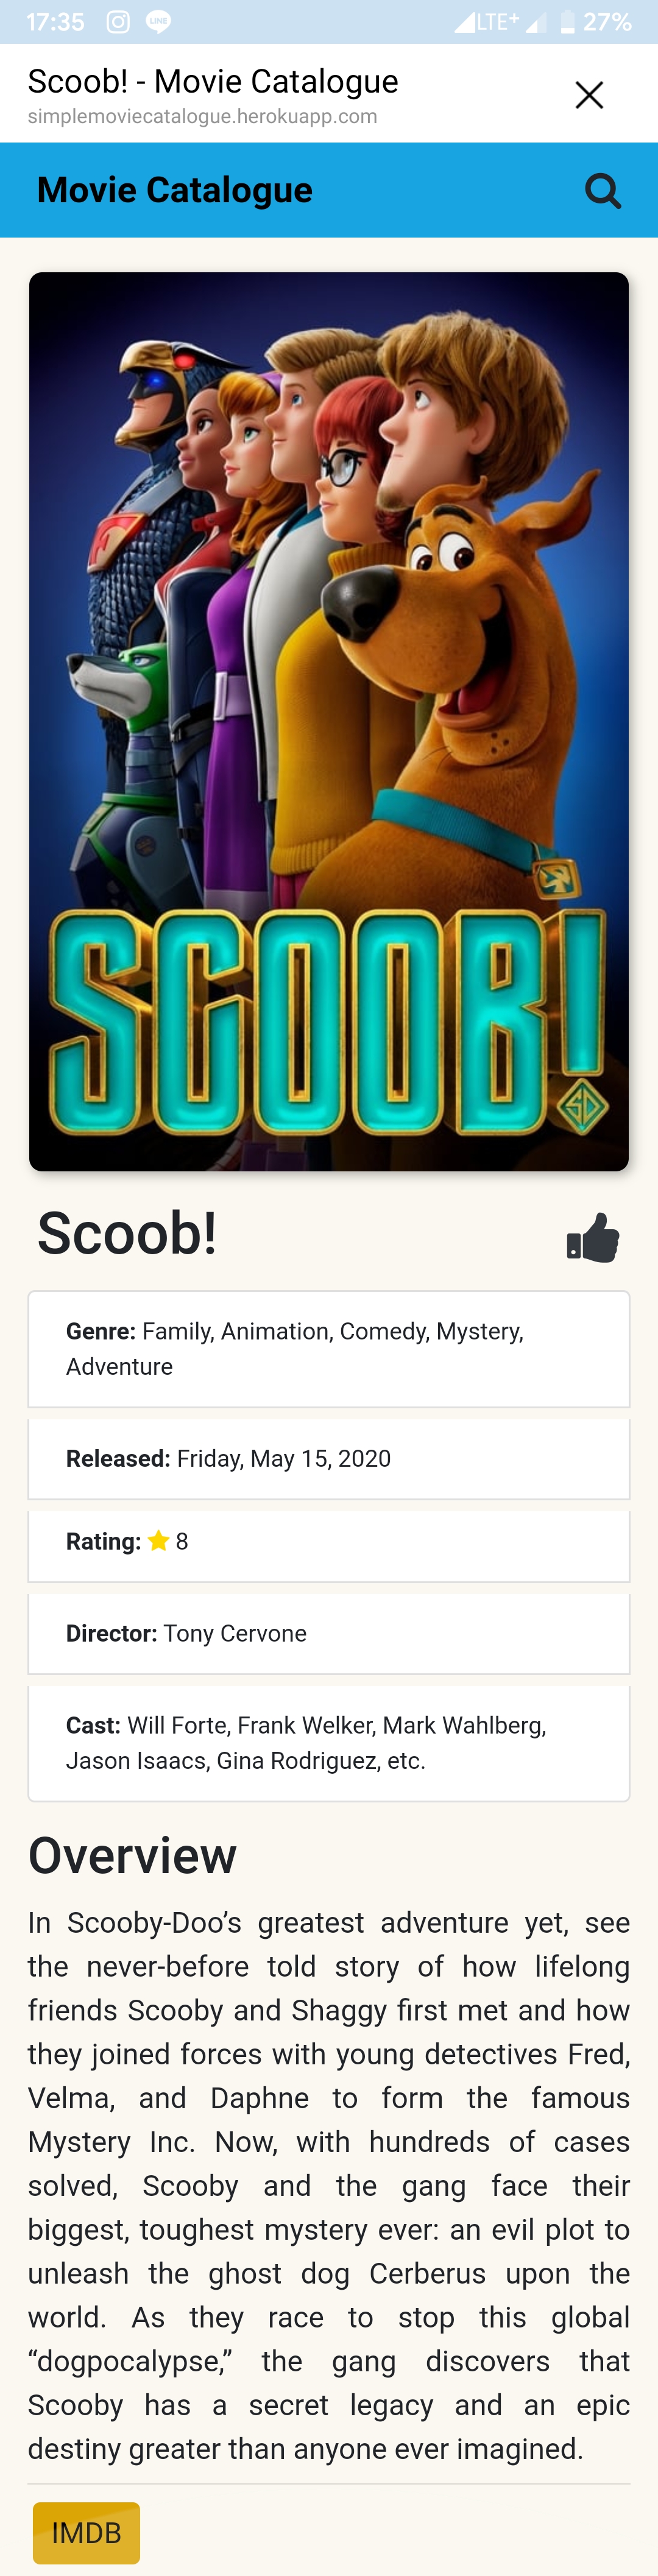 17:35 LINE LTE+ 27%
Scoob! - Movie Catalogue
simplemoviecatalogue.herokuapp.com
Movie Catalogue
SCOOB!
SD
Scoob!
Genre: Family, Animation, Comedy, Mystery,
Adventure
Released: Friday, May 15, 2020
Rating: 8
Director: Tony Cervone
Cast: Will Forte, Frank Welker, Mark Wahlberg,
Jason Isaacs, Gina Rodriguez, etc.
Overview
In Scooby-Doo’s greatest adventure yet, see
the never-before told story of how lifelong
friends Scooby and Shaggy first met and how
they joined forces with young detectives Fred,
Velma, and Daphne to form the famous
Mystery Inc. Now, with hundreds of cases
solved, Scooby and the gang face their
biggest, toughest mystery ever: an evil plot to
unleash the ghost dog Cerberus upon the
world. As they race to stop this global
“dogpocalypse,” the gang discovers that
Scooby has a secret legacy and an epic
destiny greater than anyone ever imagined.
IMDB